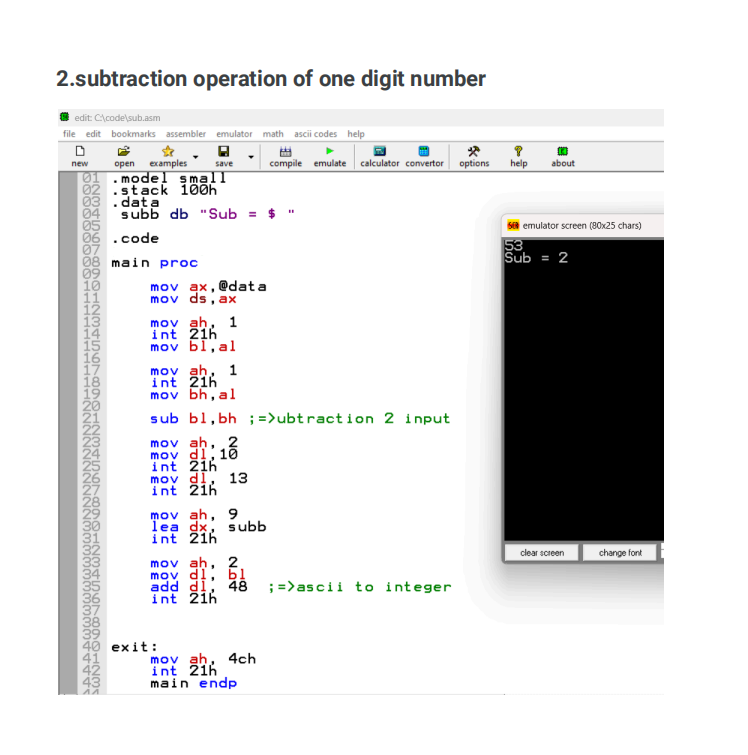 2.subtraction operation of one digit number
edit: C:\code\sub.asm
file edit bookmarks assembler emulator math ascii codes help
new open examples save compile emulate calculator convertor options help about
01 .model small
02 .stack 100h
03 .data
04 subb db "Sub = $ "
05
06 .code
07
08 main proc
09
10 mov ax,@data
11 mov ds,ax
12
13 mov ah, 1
14 int 21h
15 mov bl,al
16
17 mov ah, 1
18 int 21h
19 mov bh,al
20
21 sub bl,bh ;=>ubtraction 2 input
22
23 mov ah, 2
24 mov dl,10
25 int 21h
26 mov dl, 13
27 int 21h
28
29 mov ah, 9
30 lea dx, subb
31 int 21h
32
33 mov ah, 2
34 mov dl, bl
35 add dl, 48 ;=>ascii to integer
36 int 21h
37
38
39
40 exit:
41 mov ah, 4ch
42 int 21h
43 main endp
44
emulator screen (80x25 chars)
53
Sub = 2
clear screen change font